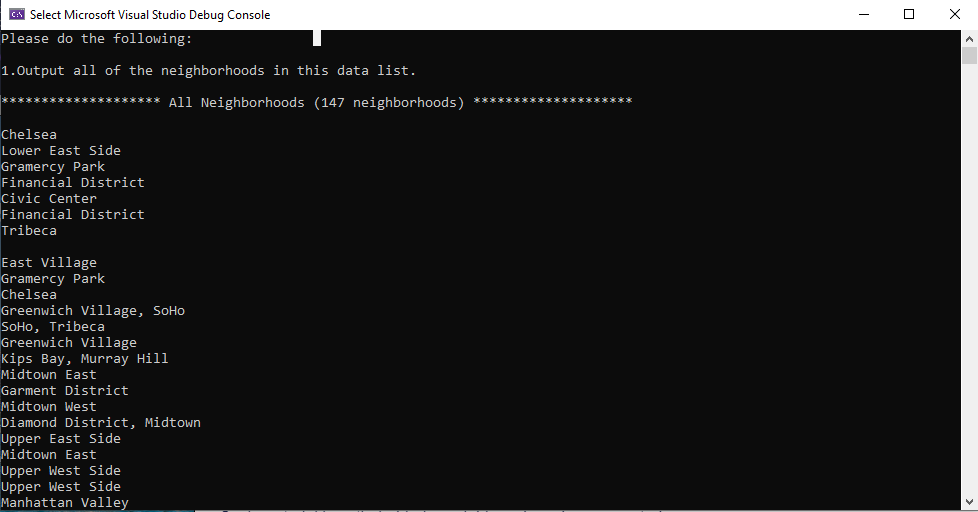 Select Microsoft Visual Studio Debug Console
Please do the following:
1.Output all of the neighborhoods in this data list.
******************** All Neighborhoods (147 neighborhoods) ********************
Chelsea
Lower East Side
Gramercy Park
Financial District
Civic Center
Financial District
Tribeca
East Village
Gramercy Park
Chelsea
Greenwich Village, SoHo
SoHo, Tribeca
Greenwich Village
Kips Bay, Murray Hill
Midtown East
Garment District
Midtown West
Diamond District, Midtown
Upper East Side
Midtown East
Upper West Side
Upper West Side
Manhattan Valley